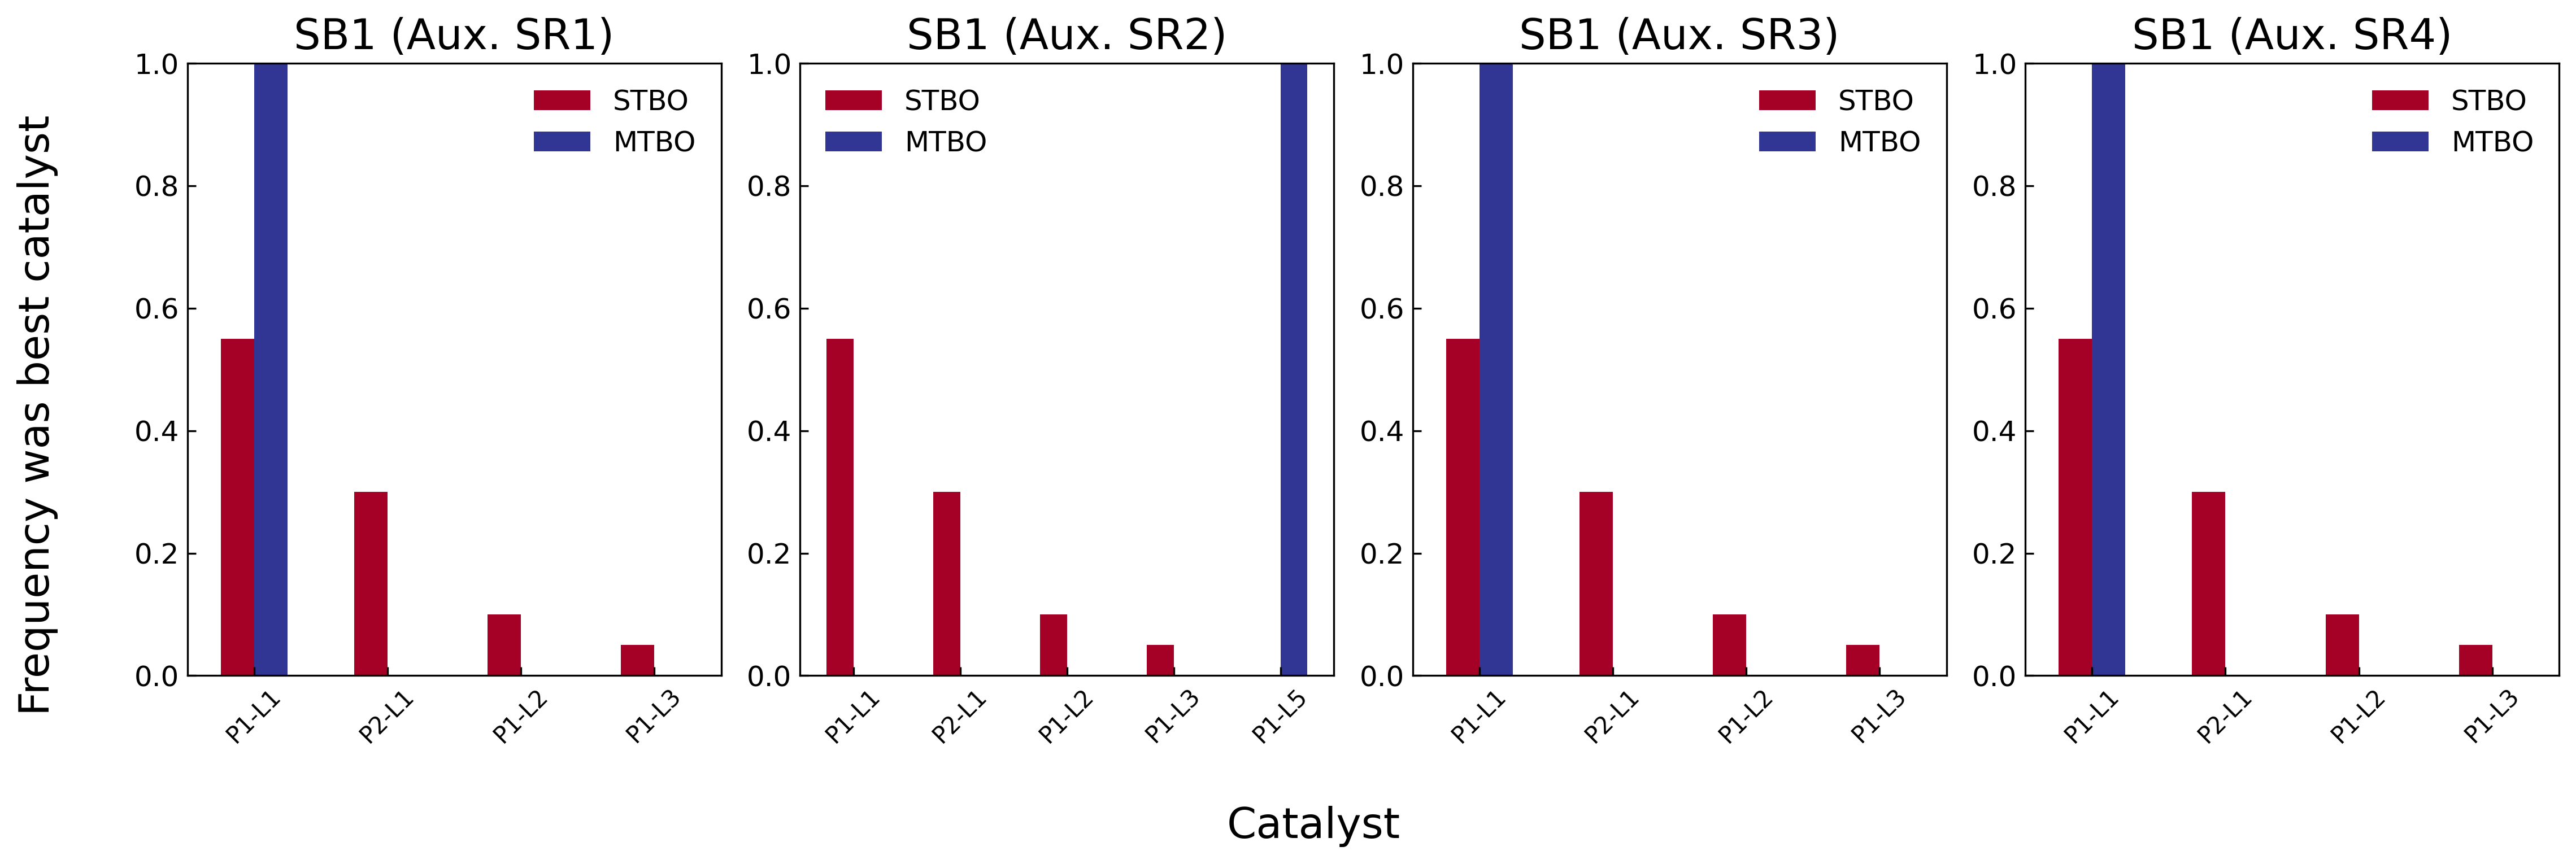 SB1 (Aux. SR1)
1.0
0.8
0.6
0.4
0.2
0.0
STBO
MTBO
P1-L1
P2-L1
P1-L2
P1-L3
SB1 (Aux. SR2)
1.0
0.8
0.6
0.4
0.2
0.0
STBO
MTBO
P1-L1
P2-L1
P1-L2
P1-L3
P1-L5
SB1 (Aux. SR3)
1.0
0.8
0.6
0.4
0.2
0.0
STBO
MTBO
P1-L1
P2-L1
P1-L2
P1-L3
SB1 (Aux. SR4)
1.0
0.8
0.6
0.4
0.2
0.0
STBO
MTBO
P1-L1
P2-L1
P1-L2
P1-L3
Frequency was best catalyst
Catalyst